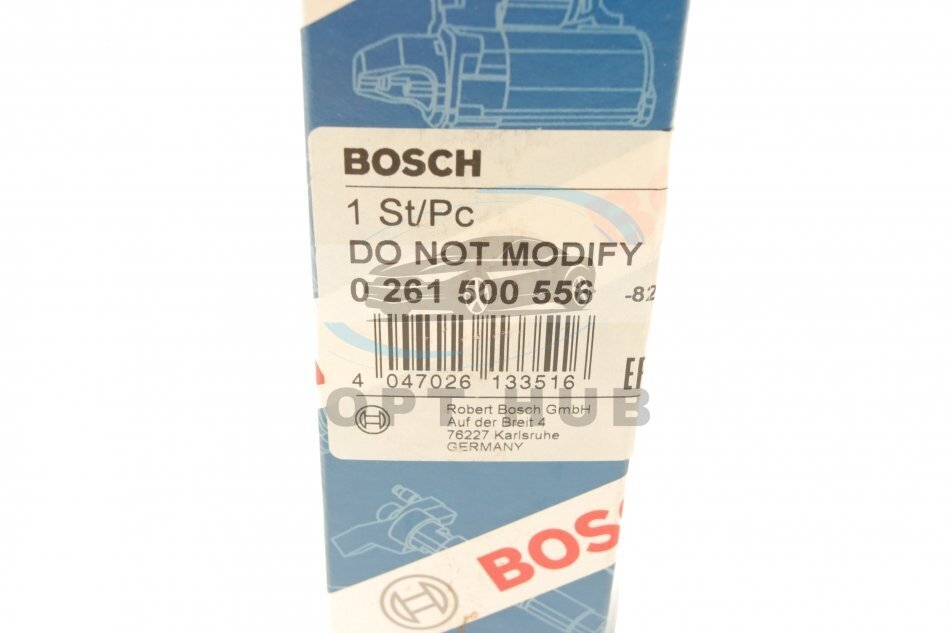 BOSCH
1 St/Pc
DO NOT MODIFY
0 261 500 556 -82
4 047026 133516
OPT HUB
Robert Bosch GmbH
Auf der Breit 4
76227 Karlsruhe
GERMANY
BOSC